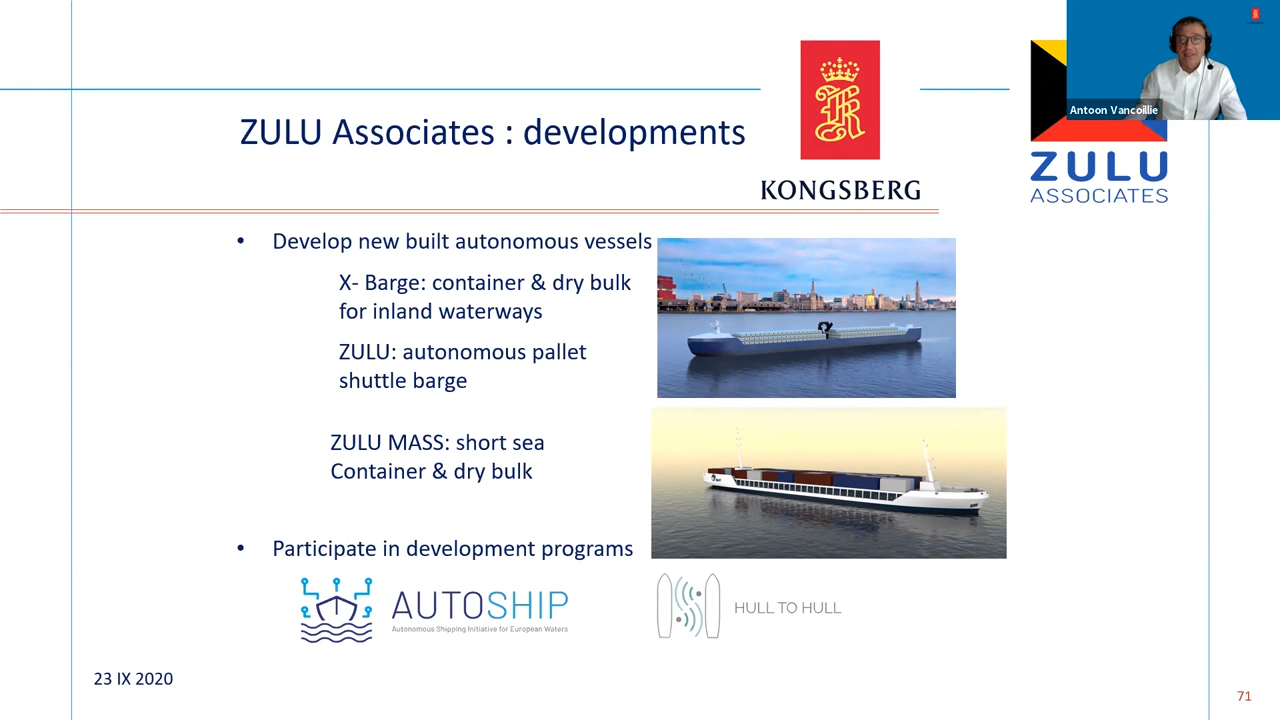 Antoon Vancoillie
ZULU Associates : developments
KONGSBERG
ZULU
ASSOCIATES
• Develop new built autonomous vessels
X- Barge: container & dry bulk
for inland waterways
ZULU: autonomous pallet
shuttle barge
ZULU MASS: short sea
Container & dry bulk
• Participate in development programs
AUTOSHIP
Autonomous Shipping Initiative for European Waters
HULL TO HULL
23 IX 2020
71